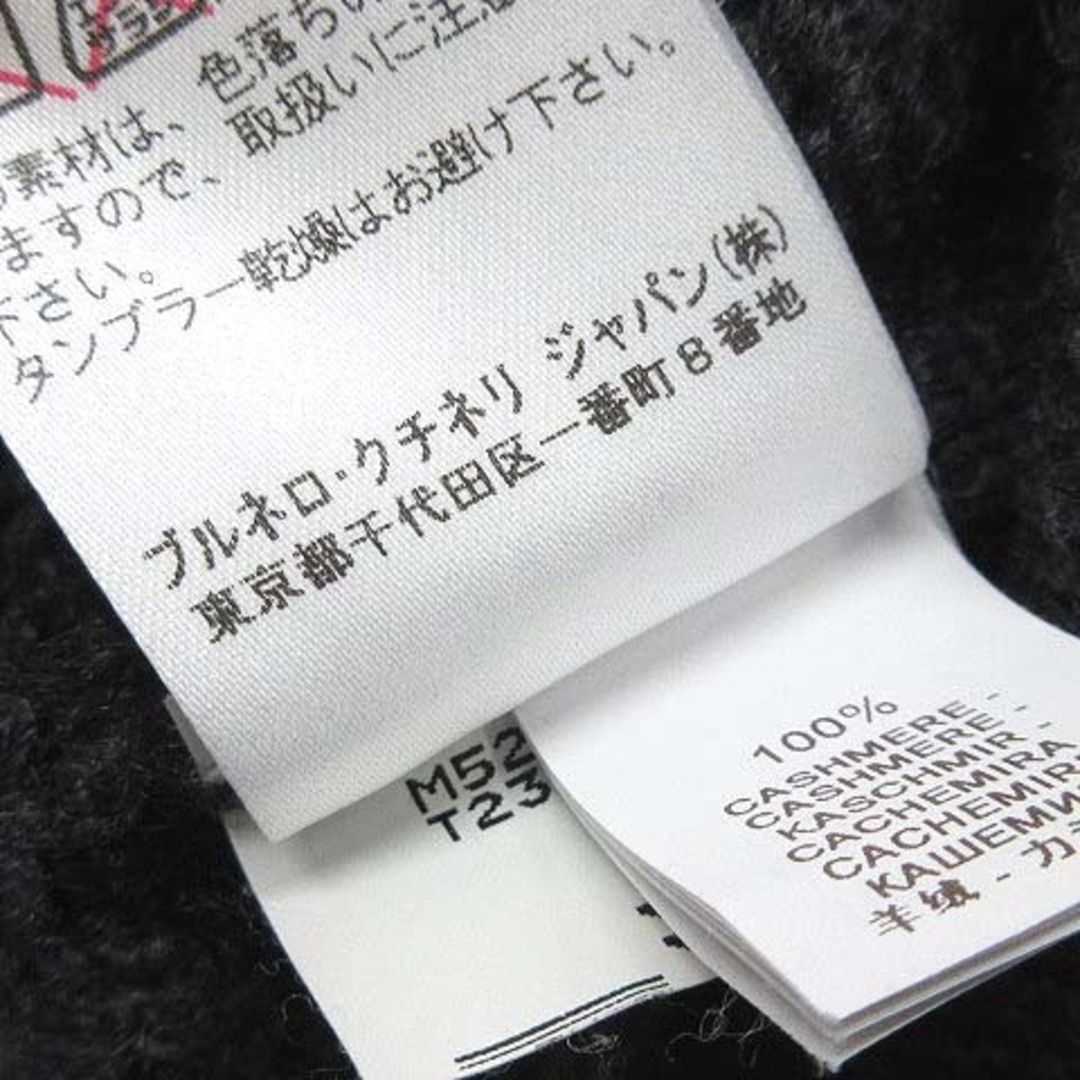 色落ち
素材は、取扱いに注意
ますので、
下さい。
タンブラー乾燥はお避け下さい。
ブルネロ・クチネリ ジャパン(株)
東京都千代田区一番町8番地
M52
T23
100%
CASHMERE -
CASHMERE -
KASCHMIR -
CACHEMIRA
CACHEMIR
КАШЕМИ
羊绒 - カ